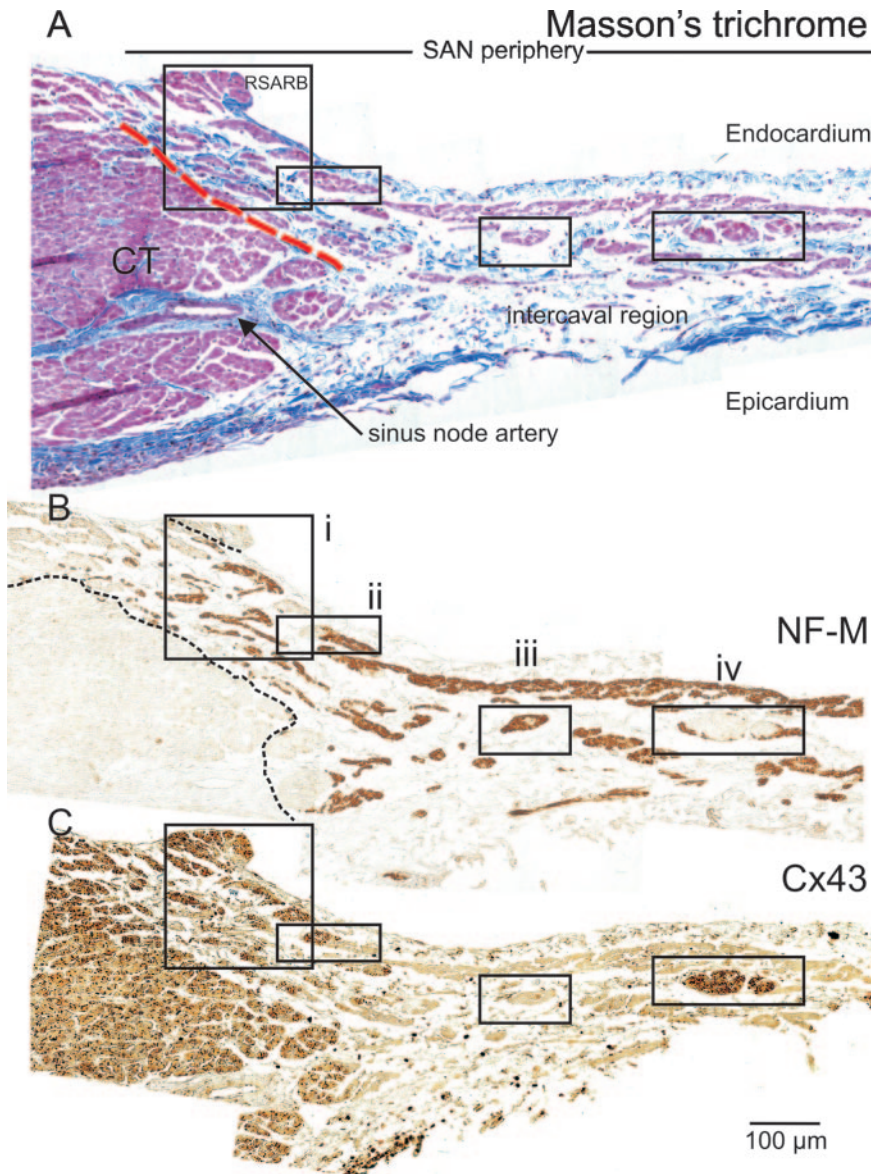 A
Masson's trichrome
SAN periphery
RSARB
Endocardium
CT
intercaval region
Epicardium
sinus node artery
B
i
ii
NF-M
iii
iv
C
Cx43
100 μm